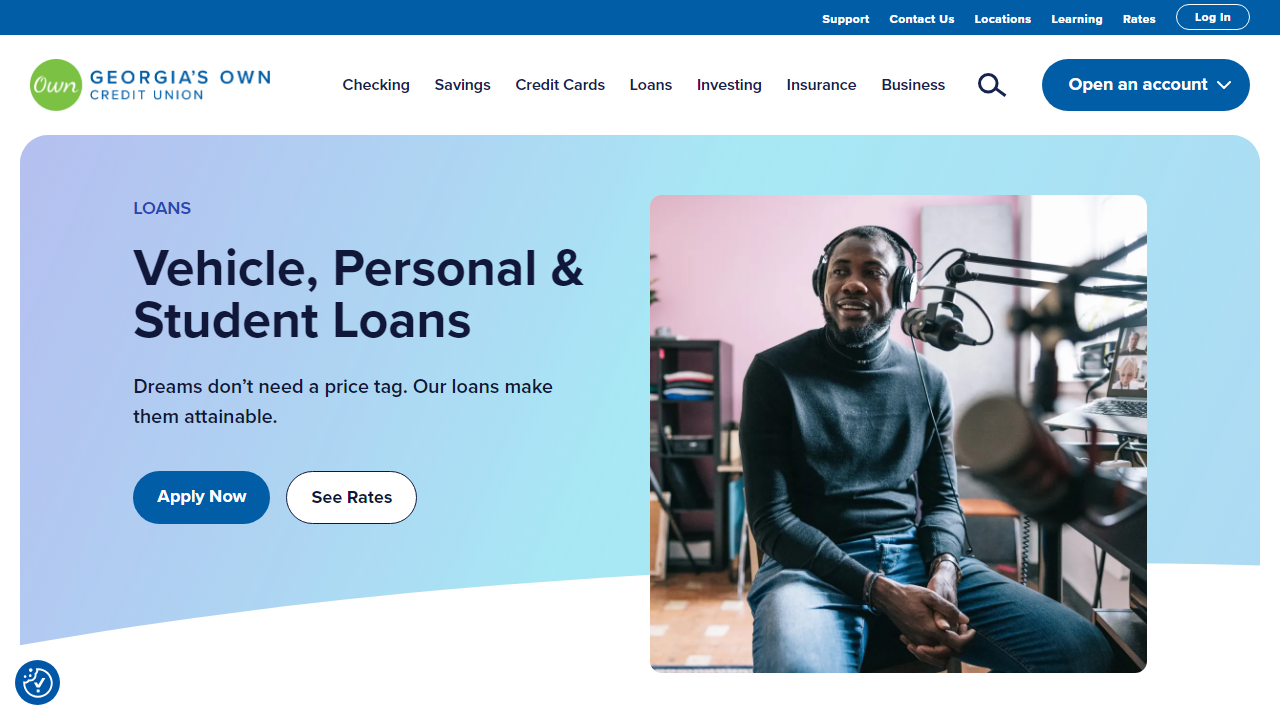 Support Contact Us Locations Learning Rates Log In
Own GEORGIA'S OWN
CREDIT UNION
Checking Savings Credit Cards Loans Investing Insurance Business Open an account
LOANS
Vehicle, Personal &
Student Loans
Dreams don’t need a price tag. Our loans make
them attainable.
Apply Now See Rates